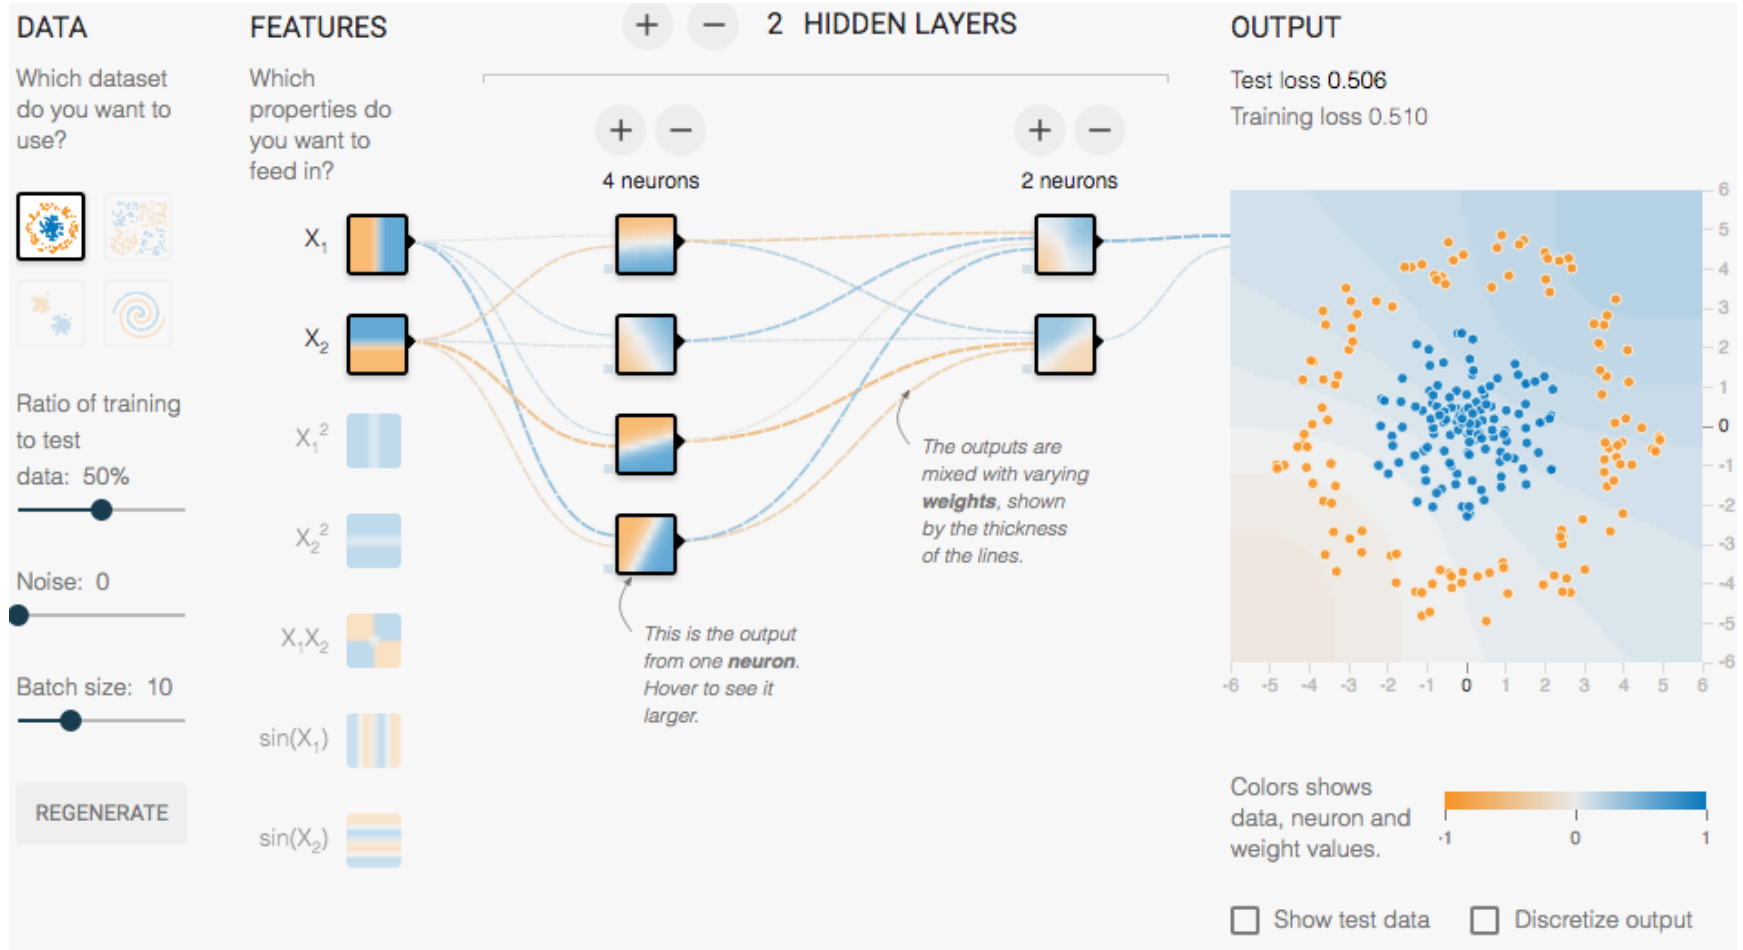 DATA
Which dataset
do you want to
use?
Ratio of training
to test
data: 50%
Noise: 0
Batch size: 10
REGENERATE
FEATURES
Which
properties do
you want to
feed in?
X₁
X₂
X₁²
X₂²
X₁X₂
sin(X₁)
sin(X₂)
+ − 2 HIDDEN LAYERS
+ −
4 neurons
+ −
2 neurons
The outputs are
mixed with varying
weights, shown
by the thickness
of the lines.
This is the output
from one neuron.
Hover to see it
larger.
OUTPUT
Test loss 0.506
Training loss 0.510
6
5
4
3
2
1
0
-1
-2
-3
-4
-5
-6
-6 -5 -4 -3 -2 -1 0 1 2 3 4 5 6
Colors shows
data, neuron and
weight values.
-1 0 1
Show test data Discretize output